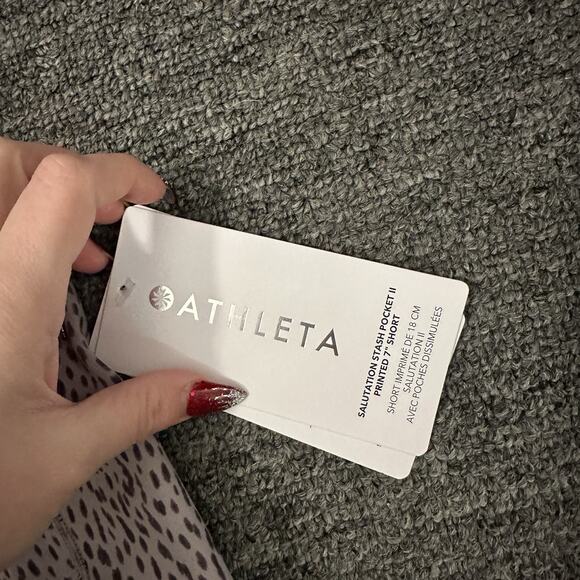 ATHLETA
SALUTATION STASH POCKET II
PRINTED 7" SHORT
SHORT IMPRIMÉ DE 18 CM
SALUTATION II
AVEC POCHES DISSIMULÉES